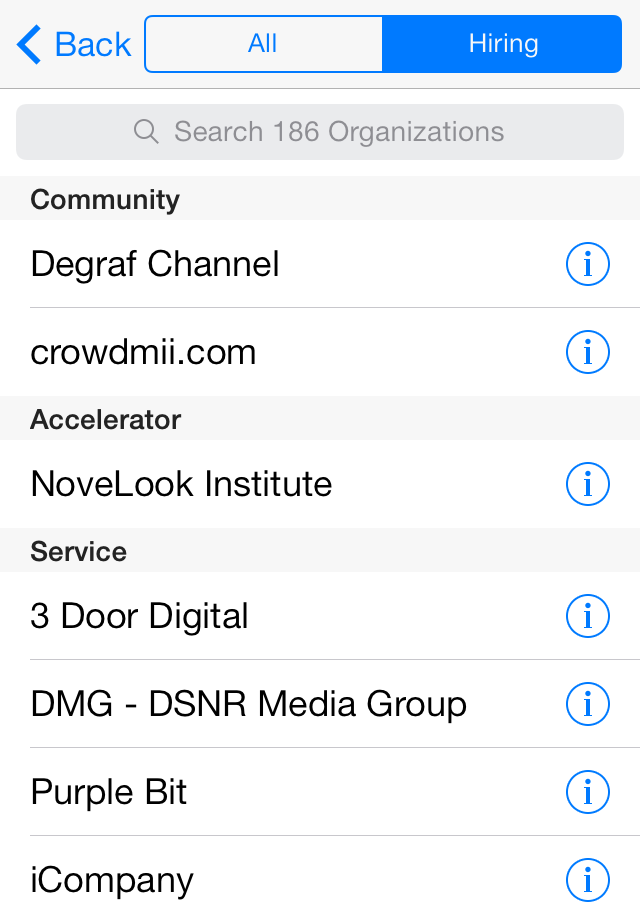 Back All Hiring
Search 186 Organizations
Community
Degraf Channel
crowdmii.com
Accelerator
NoveLook Institute
Service
3 Door Digital
DMG - DSNR Media Group
Purple Bit
iCompany